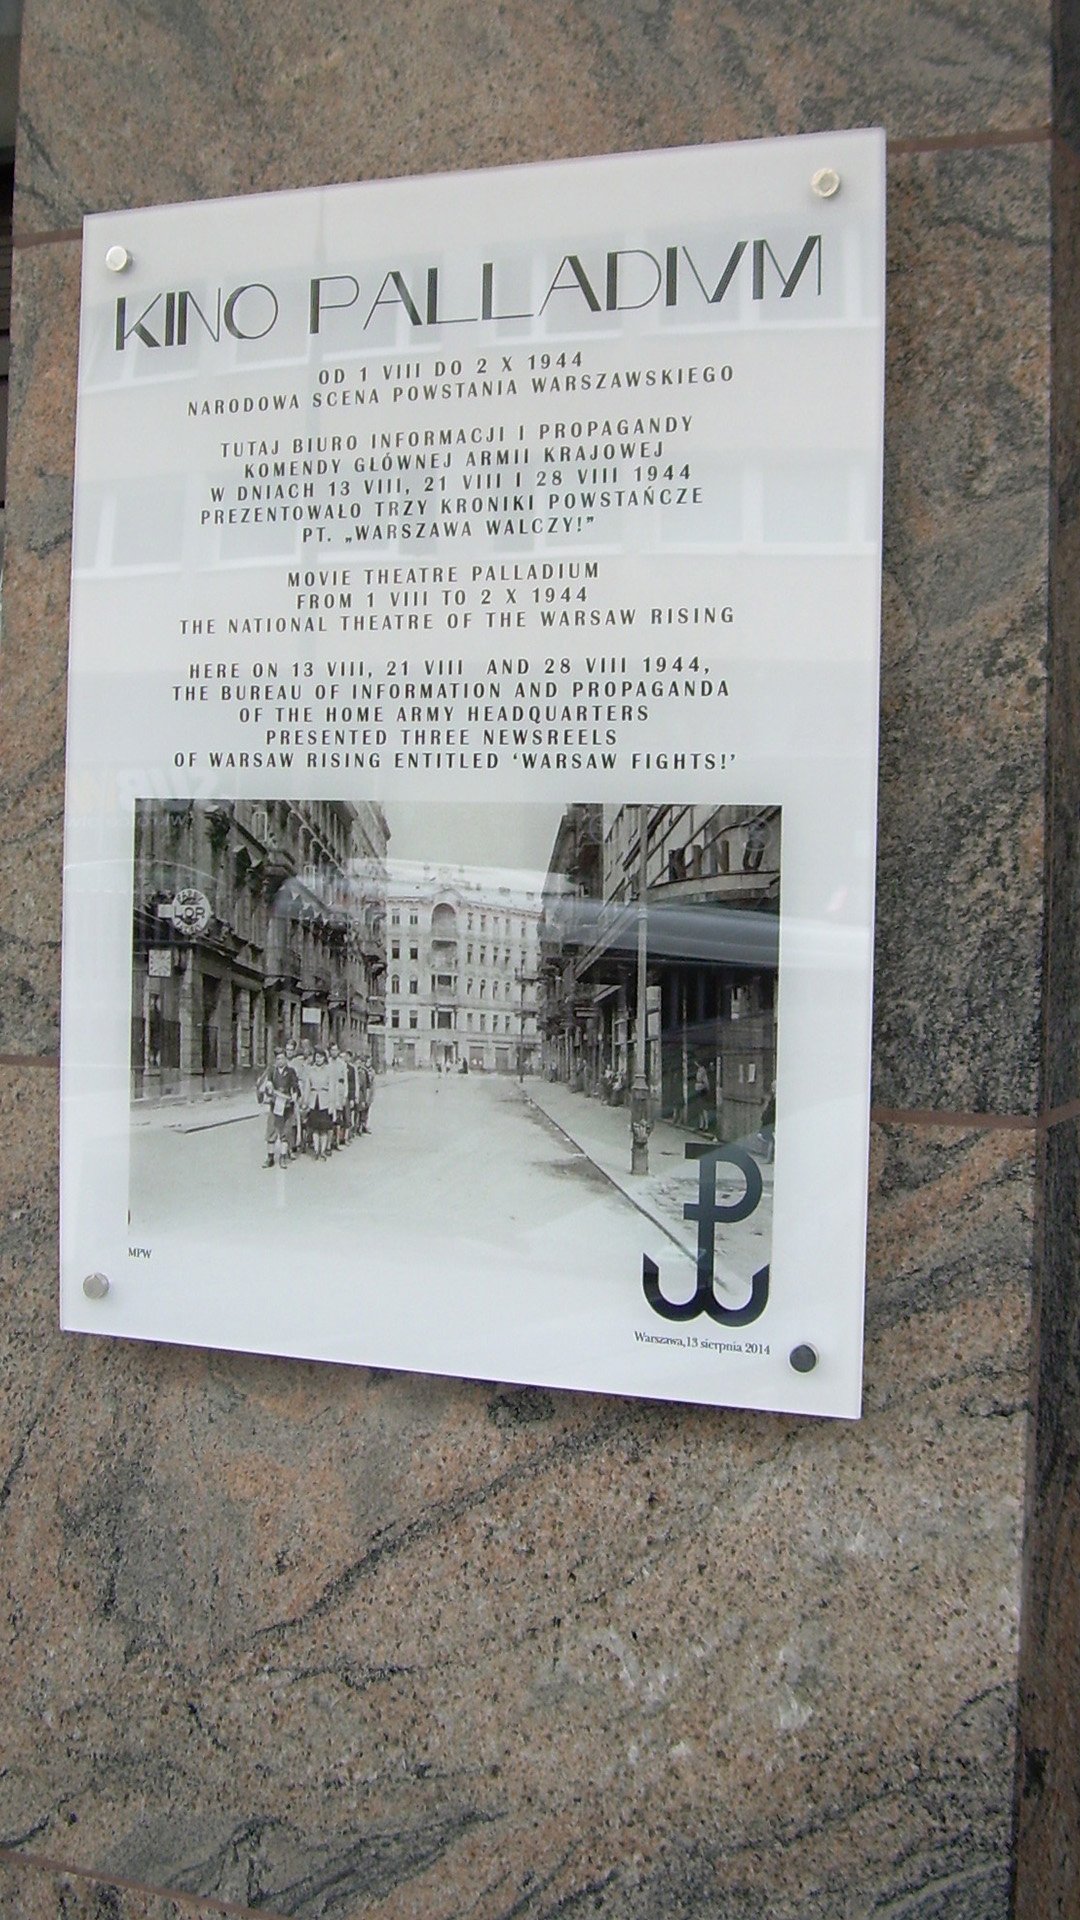 KINO PALLADIVM
OD 1 VIII DO 2 X 1944
NARODOWA SCENA POWSTANIA WARSZAWSKIEGO
TUTAJ BIURO INFORMACJI I PROPAGANDY
KOMENDY GŁÓWNEJ ARMII KRAJOWEJ
W DNIACH 13 VIII, 21 VIII I 28 VIII 1944
PREZENTOWAŁO TRZY KRONIKI POWSTAŃCZE
PT. „WARSZAWA WALCZY!”
MOVIE THEATRE PALLADIUM
FROM 1 VIII TO 2 X 1944
THE NATIONAL THEATRE OF THE WARSAW RISING
HERE ON 13 VIII, 21 VIII AND 28 VIII 1944,
THE BUREAU OF INFORMATION AND PROPAGANDA
OF THE HOME ARMY HEADQUARTERS
PRESENTED THREE NEWSREELS
OF WARSAW RISING ENTITLED ‘WARSAW FIGHTS!’
KINO
MPW
Warszawa,13 sierpnia 2014